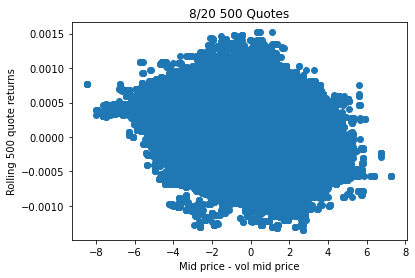 8/20 500 Quotes
Rolling 500 quote returns
0.0015
0.0010
0.0005
0.0000
−0.0005
−0.0010
−8 −6 −4 −2 0 2 4 6 8
Mid price - vol mid price